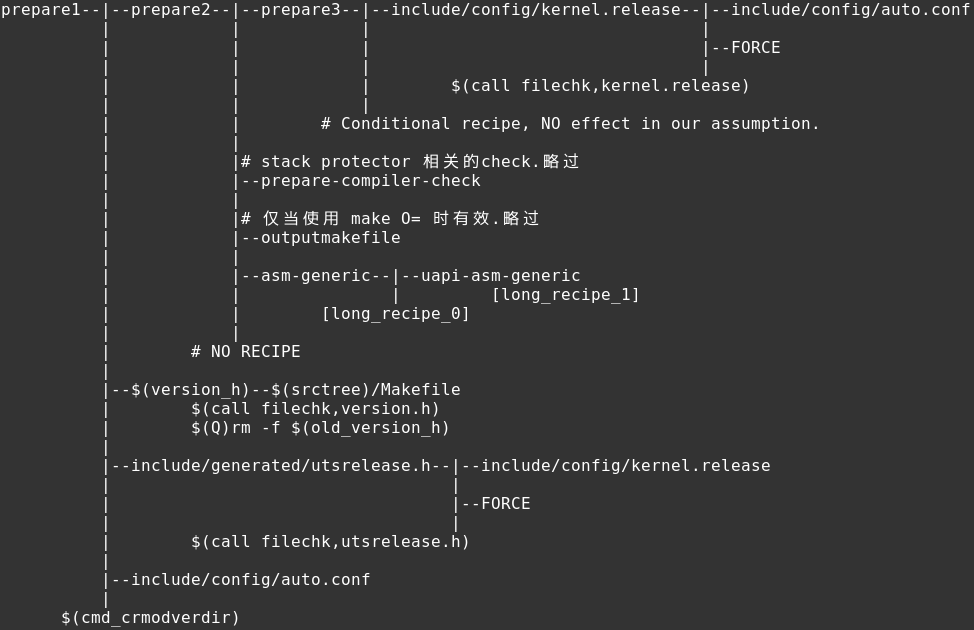 prepare1--|--prepare2--|--prepare3--|--include/config/kernel.release--|--include/config/auto.conf
          |            |            |                                 |
          |            |            |                                 |--FORCE
          |            |            |                                 |
          |            |            |        $(call filechk,kernel.release)
          |            |            |
          |            |        # Conditional recipe, NO effect in our assumption.
          |            |
          |            |# stack protector 相关的check.略过
          |            |--prepare-compiler-check
          |            |
          |            |# 仅当使用 make O= 时有效.略过
          |            |--outputmakefile
          |            |
          |            |--asm-generic--|--uapi-asm-generic
          |            |               |         [long_recipe_1]
          |            |        [long_recipe_0]
          |            |
          |        # NO RECIPE
          |
          |--$(version_h)--$(srctree)/Makefile
          |        $(call filechk,version.h)
          |        $(Q)rm -f $(old_version_h)
          |
          |--include/generated/utsrelease.h--|--include/config/kernel.release
          |                                  |
          |                                  |--FORCE
          |                                  |
          |        $(call filechk,utsrelease.h)
          |
          |--include/config/auto.conf
          |
      $(cmd_crmodverdir)